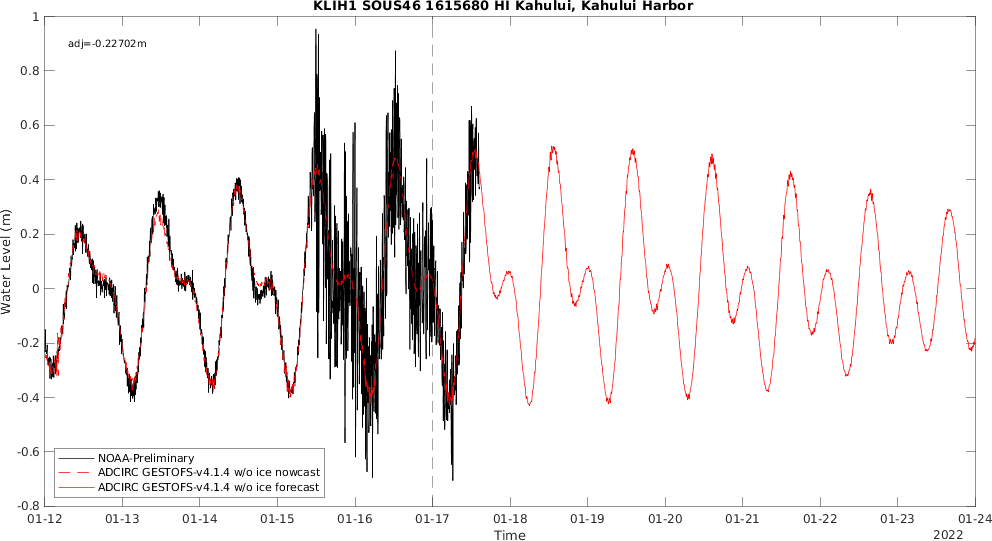 KLIH1 SOUS46 1615680 HI Kahului, Kahului Harbor
adj=-0.22702m
1
0.8
0.6
0.4
0.2
0
-0.2
-0.4
-0.6
-0.8
Water Level (m)
NOAA-Preliminary
ADCIRC GESTOFS-v4.1.4 w/o ice nowcast
ADCIRC GESTOFS-v4.1.4 w/o ice forecast
01-12 01-13 01-14 01-15 01-16 01-17 01-18 01-19 01-20 01-21 01-22 01-23 01-24
Time
2022